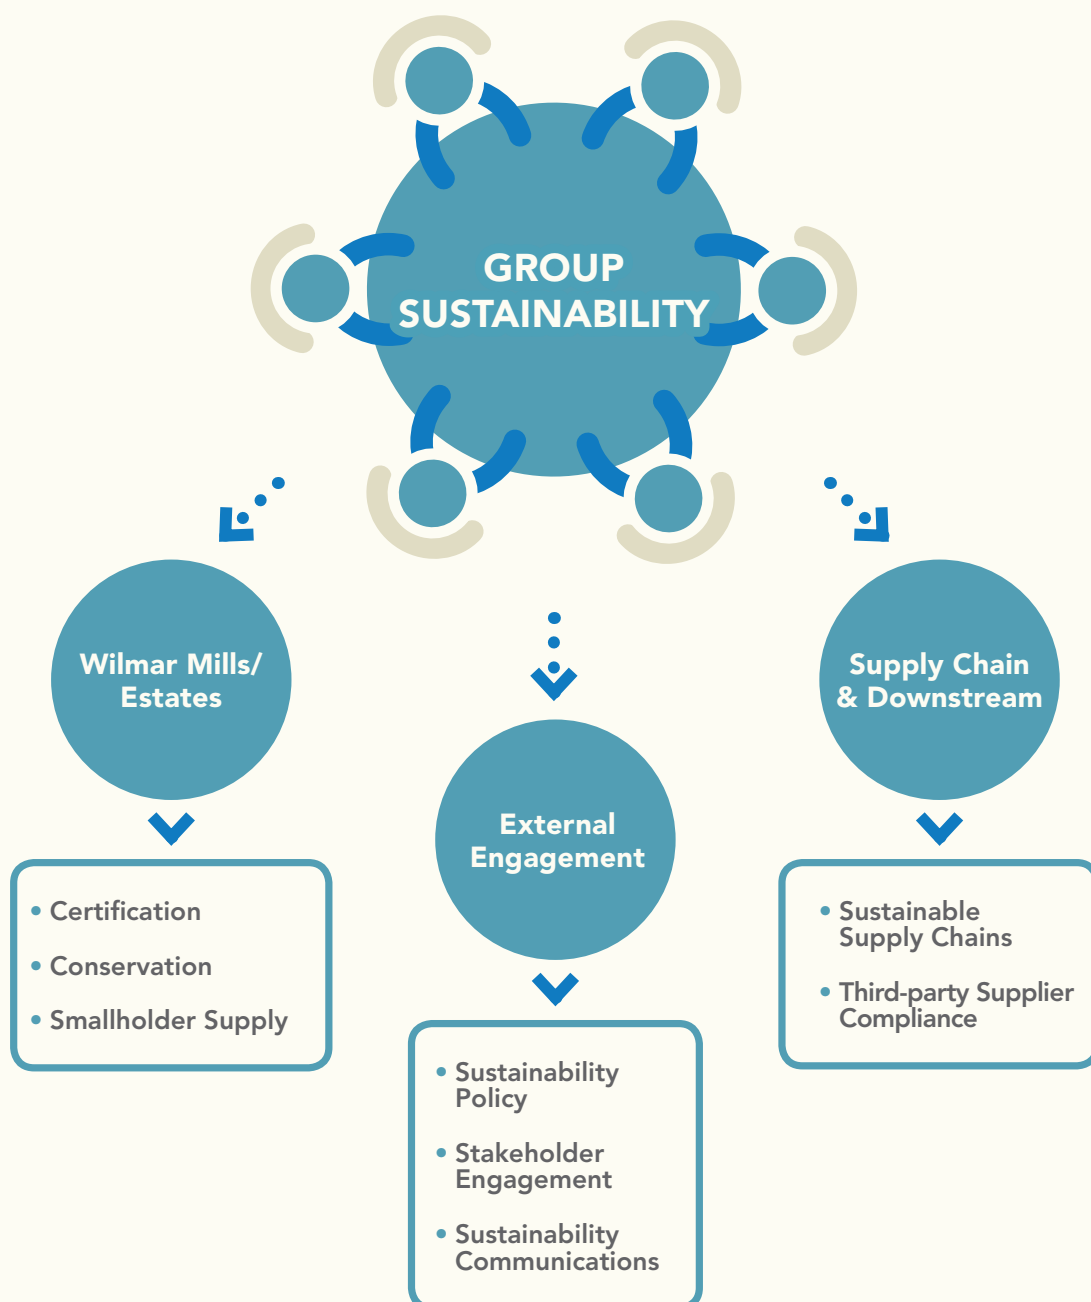 GROUP
SUSTAINABILITY
Wilmar Mills/
Estates
• Certification
• Conservation
• Smallholder Supply
External
Engagement
• Sustainability
Policy
• Stakeholder
Engagement
• Sustainability
Communications
Supply Chain
& Downstream
• Sustainable
Supply Chains
• Third-party Supplier
Compliance